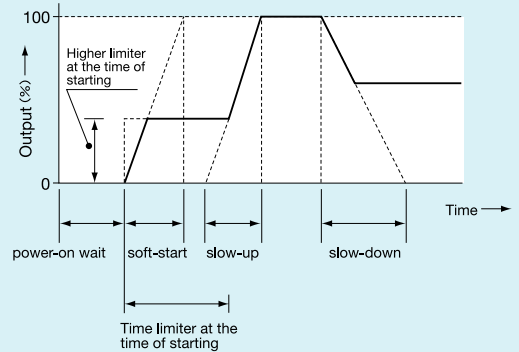 100
Higher limiter
at the time of
starting
Output (%)
0
Time
power-on wait
soft-start
slow-up
slow-down
Time limiter at the
time of starting